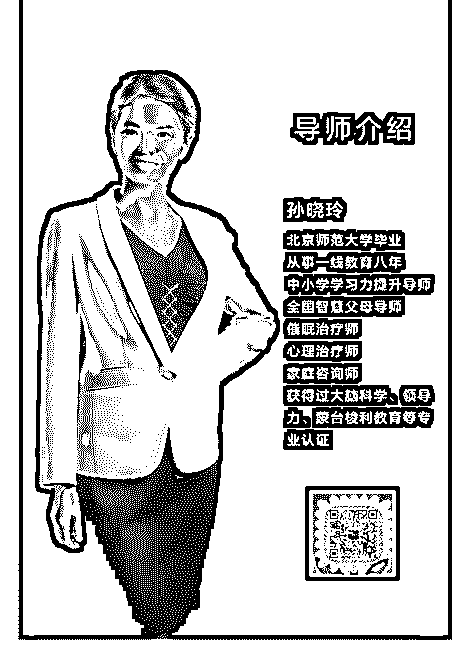 导师介绍
孙晓玲
北京师范大学毕业
从事一线教育八年
中小学学习力提升导师
全国智慧父母导师
催眠治疗师
心理治疗师
家庭咨询师
获得过大脑科学、领导
力、蒙台梭利教育等专
业认证